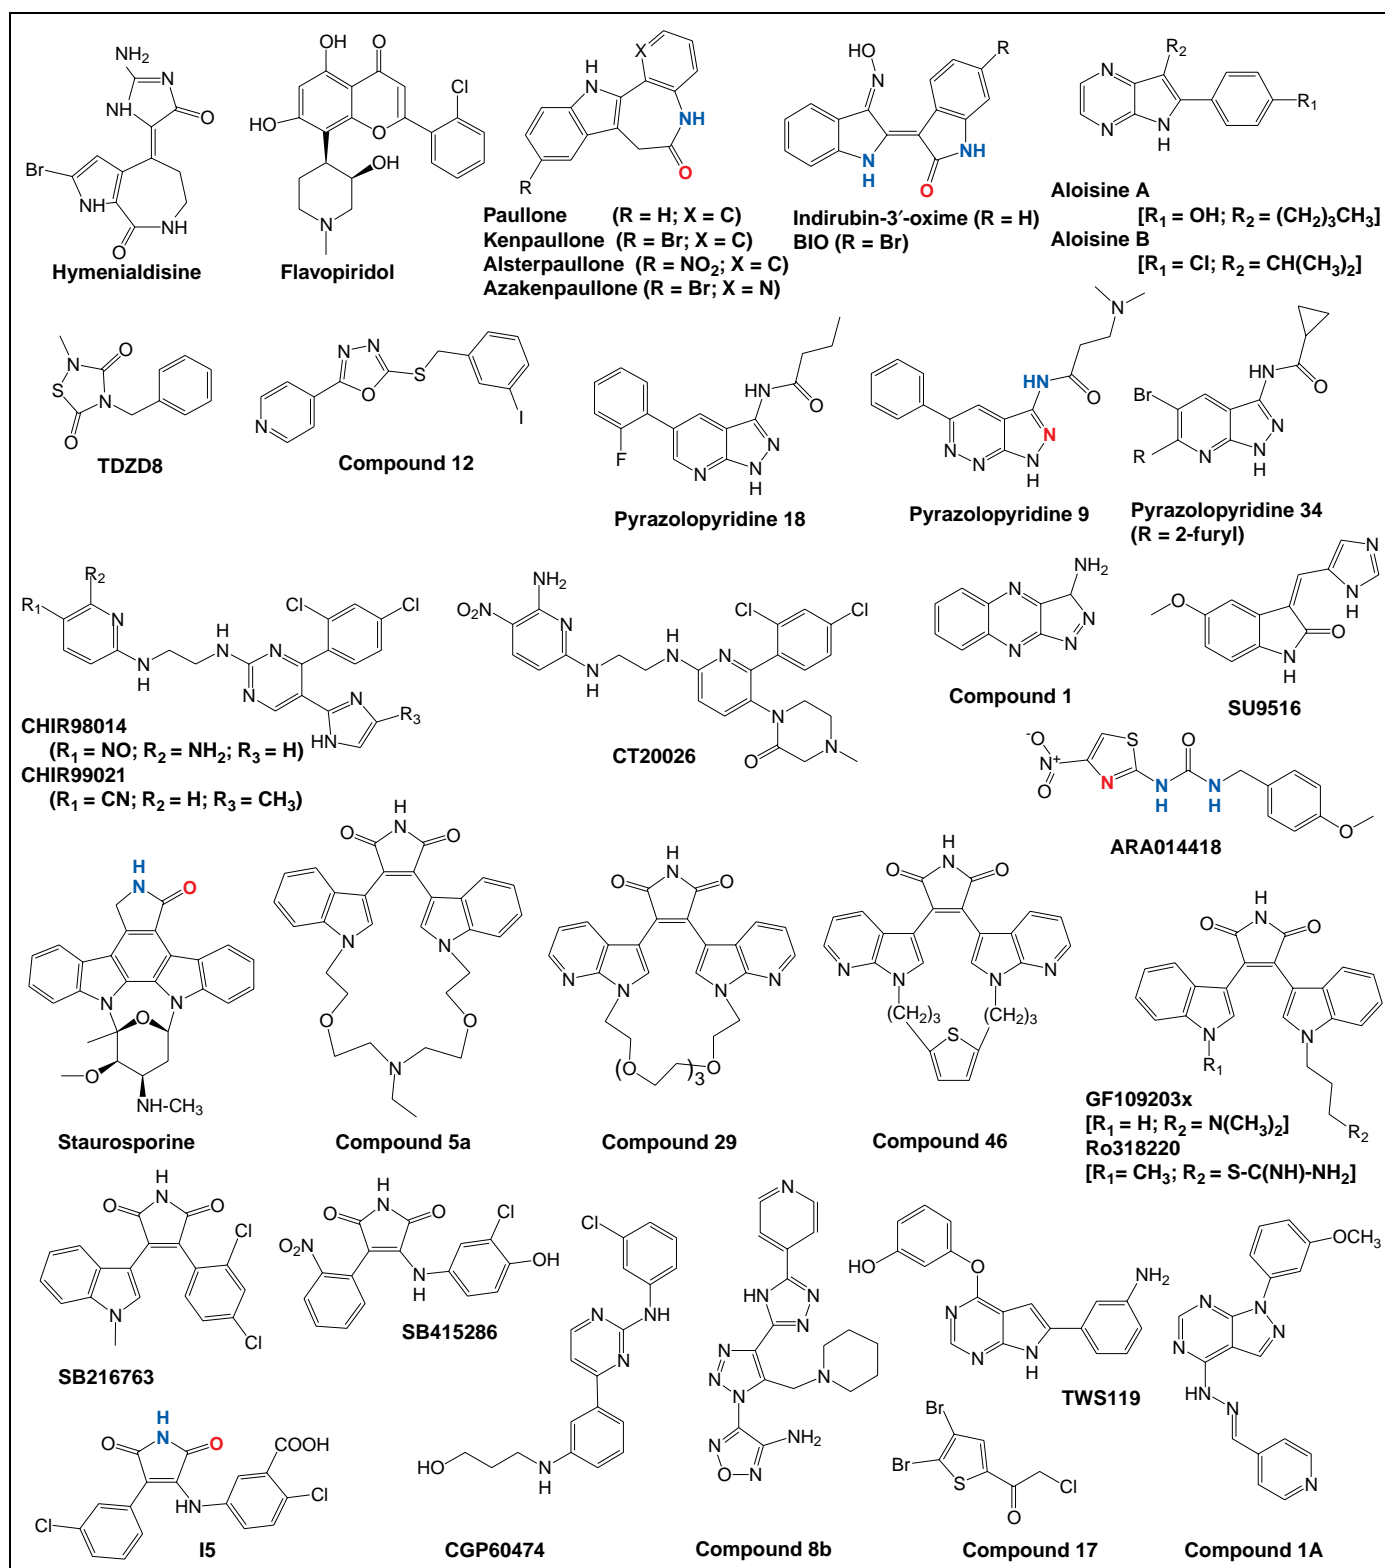 Hymenialdisine
Flavopiridol
Paullone (R = H; X = C)
Kenpaullone (R = Br; X = C)
Alsterpaullone (R = NO₂; X = C)
Azakenpaullone (R = Br; X = N)
Indirubin-3′-oxime (R = H)
BIO (R = Br)
Aloisine A
[R₁ = OH; R₂ = (CH₂)₃CH₃]
Aloisine B
[R₁ = Cl; R₂ = CH(CH₃)₂]
TDZD8
Compound 12
Pyrazolopyridine 18
Pyrazolopyridine 9
Pyrazolopyridine 34
(R = 2-furyl)
CHIR98014
(R₁ = NO; R₂ = NH₂; R₃ = H)
CHIR99021
(R₁ = CN; R₂ = H; R₃ = CH₃)
CT20026
Compound 1
SU9516
ARA014418
Staurosporine
Compound 5a
Compound 29
Compound 46
GF109203x
[R₁ = H; R₂ = N(CH₃)₂]
Ro318220
[R₁= CH₃; R₂ = S-C(NH)-NH₂]
SB216763
SB415286
TWS119
I5
CGP60474
Compound 8b
Compound 17
Compound 1A